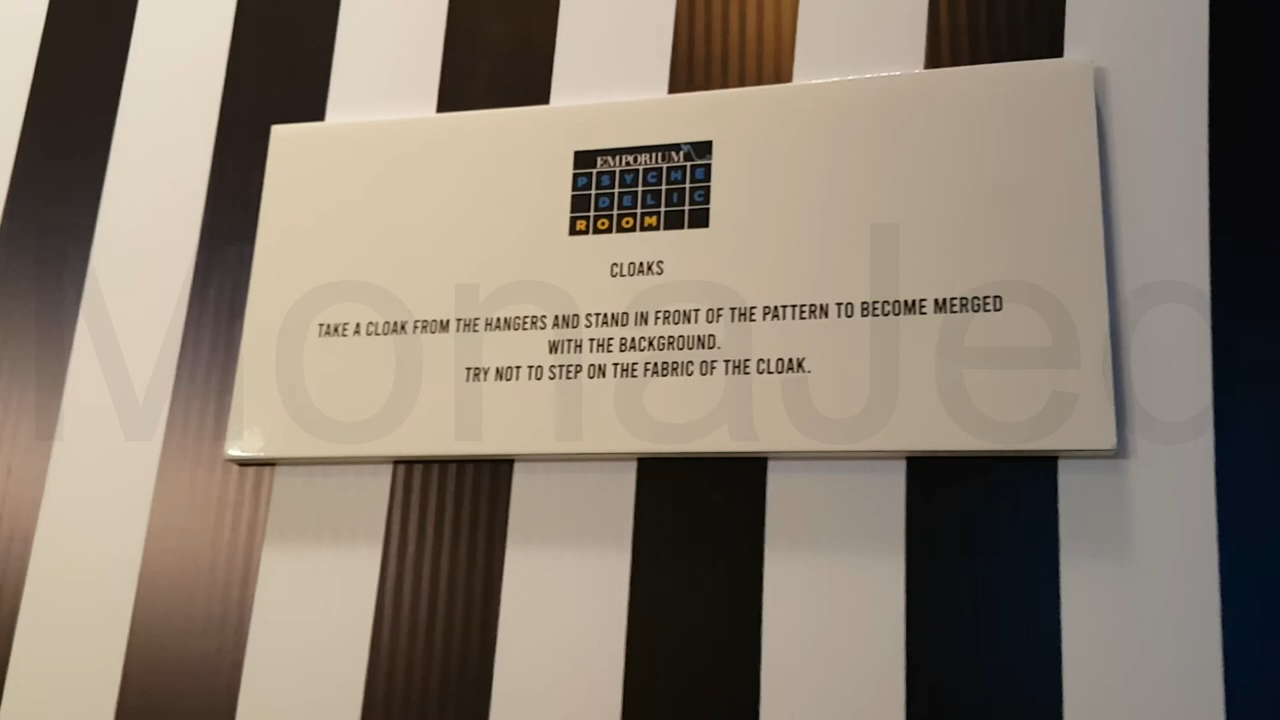 EMPORIUM
PSYCHE
DELIC
ROOM
CLOAKS
TAKE A CLOAK FROM THE HANGERS AND STAND IN FRONT OF THE PATTERN TO BECOME MERGED
WITH THE BACKGROUND.
TRY NOT TO STEP ON THE FABRIC OF THE CLOAK.
MonaJed